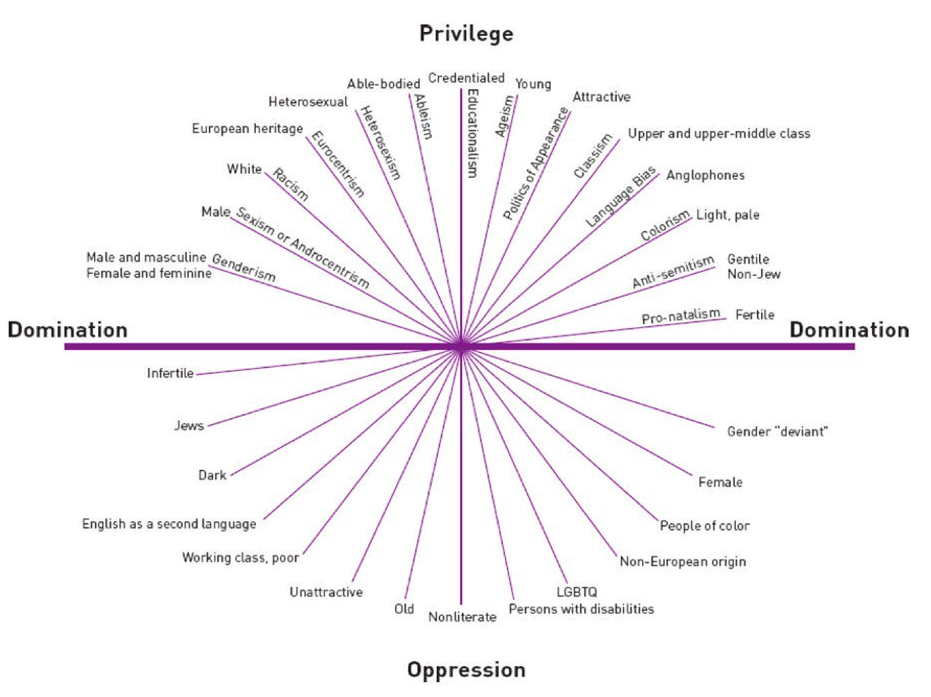 Privilege
Credentialed
Able-bodied
Young
Heterosexual
Attractive
European heritage
Upper and upper-middle class
White
Anglophones
Male
Light, pale
Male and masculine
Female and feminine
Gentile
Non-Jew
Fertile
Genderism
Sexism or Androcentrism
Racism
Eurocentrism
Heterosexism
Ableism
Educationalism
Ageism
Politics of Appearance
Classism
Language Bias
Colorism
Anti-semitism
Pro-natalism
Domination
Domination
Infertile
Jews
Dark
English as a second language
Working class, poor
Unattractive
Old
Nonliterate
Persons with disabilities
LGBTQ
Non-European origin
People of color
Female
Gender “deviant”
Oppression